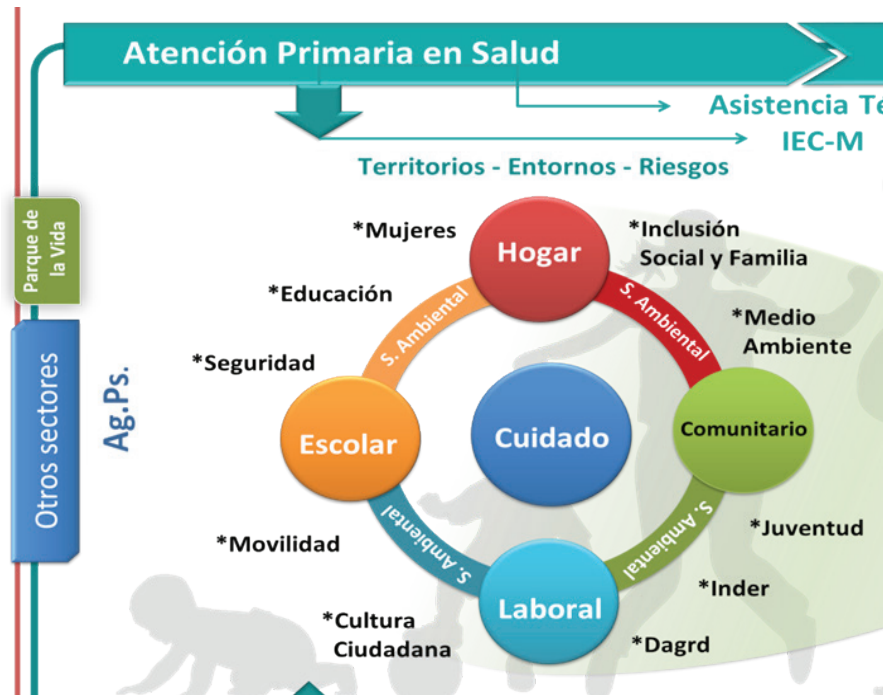 Atención Primaria en Salud
Asistencia
IEC-M
Territorios - Entornos - Riesgos
Parque de
la Vida
Otros sectores
Ag.Ps.
*Mujeres
Hogar
*Inclusión
Social y Familia
*Educación
S. Ambiental
S. Ambiental
*Medio
Ambiente
*Seguridad
Escolar
Cuidado
Comunitario
*Movilidad
S. Ambiental
S. Ambiental
*Juventud
*Cultura
Ciudadana
Laboral
*Inder
*Dagrd